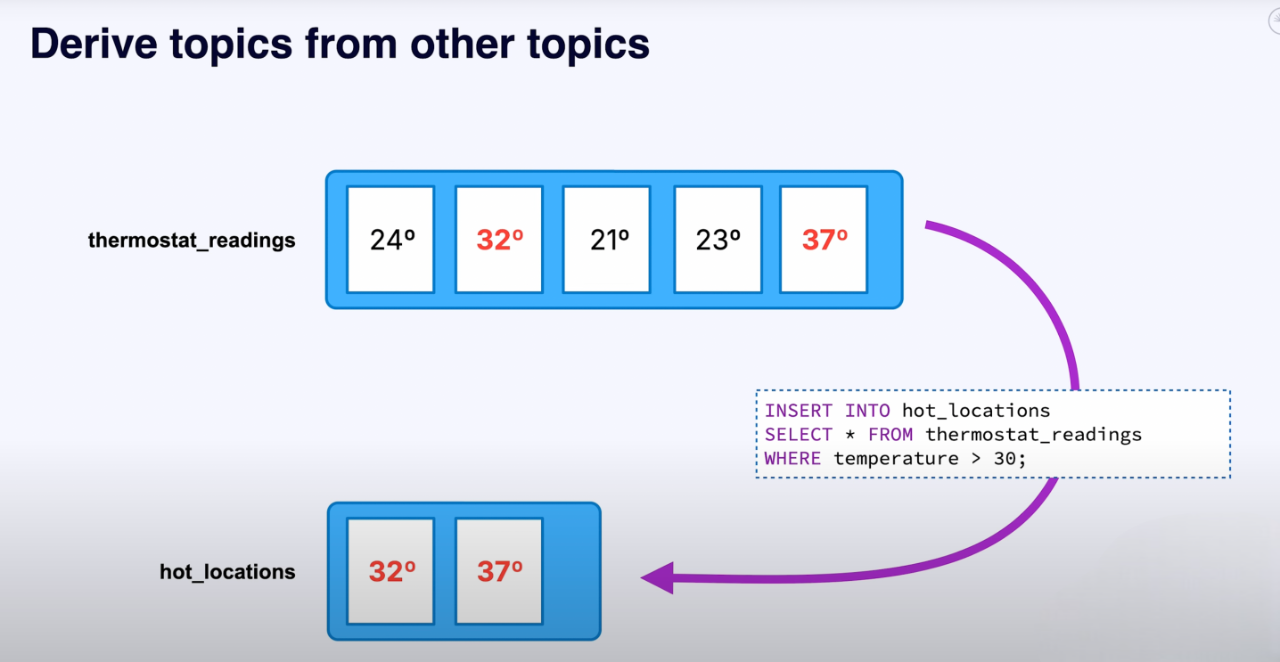 Derive topics from other topics
thermostat_readings
24º
32º
21º
23º
37º
INSERT INTO hot_locations
SELECT * FROM thermostat_readings
WHERE temperature > 30;
hot_locations
32º
37º